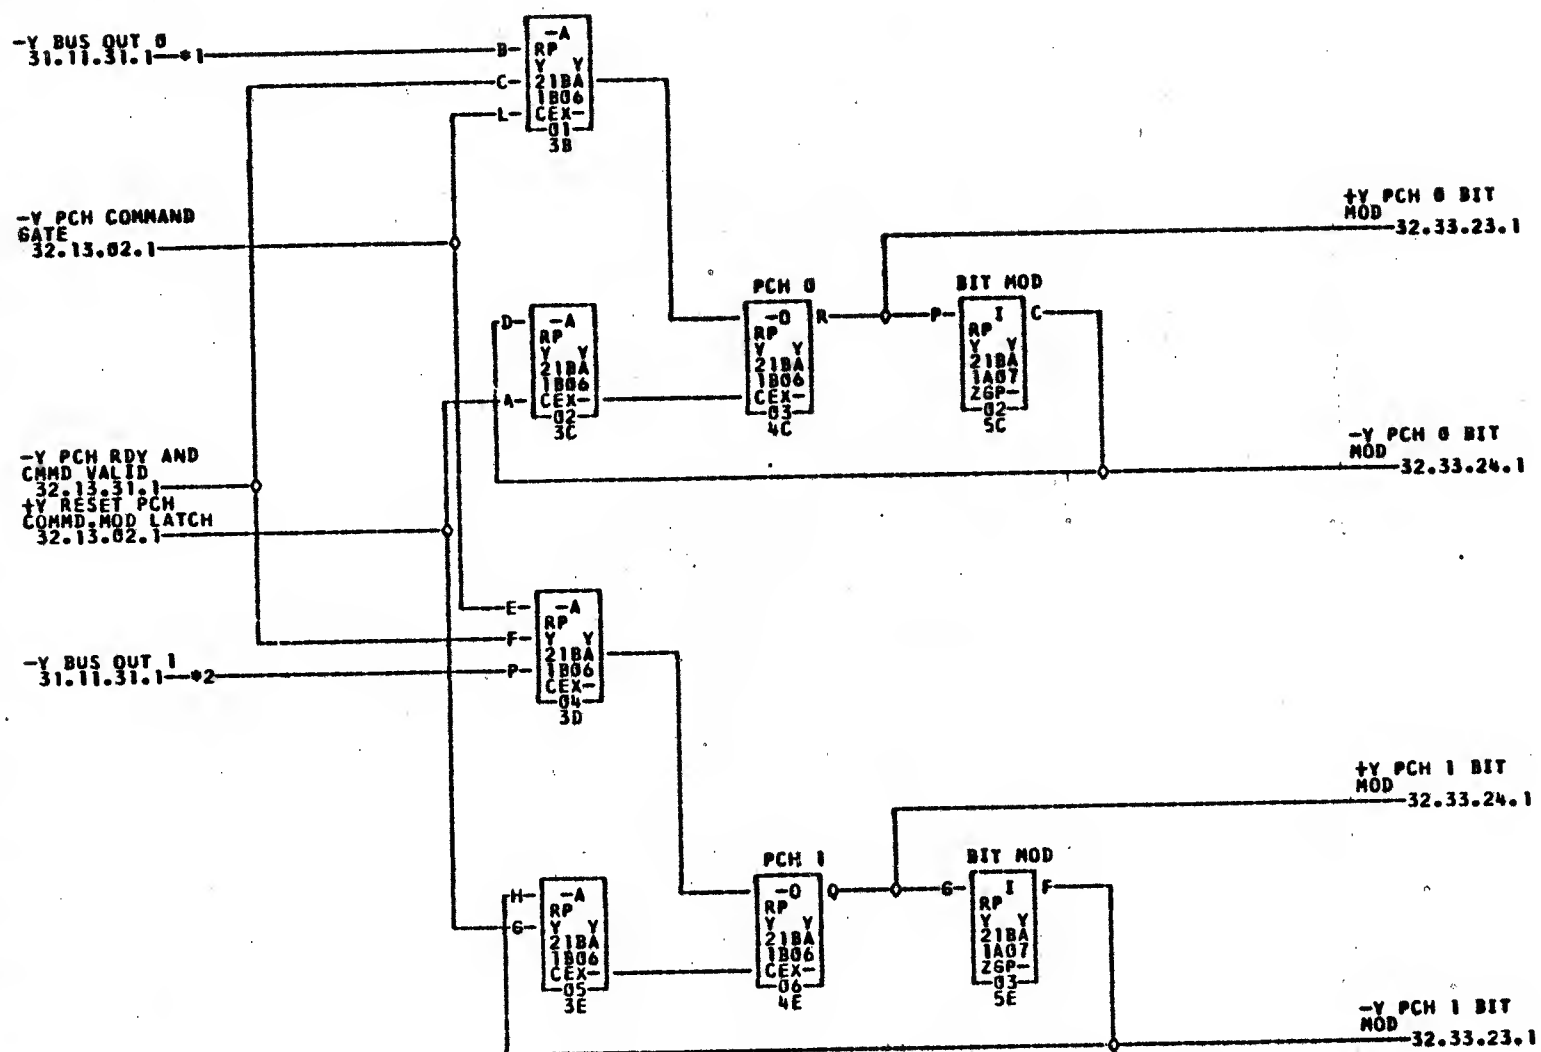 -Y BUS OUT 0
31.11.31.1 *1
B- -A
RP
Y Y
C- 21BA
1B06
L- CEX-
01
3B
-Y PCH COMMAND
GATE
32.13.02.1
+Y PCH 0 BIT
MOD
32.33.23.1
PCH 0
BIT MOD
D- -A
RP
Y Y
21BA
1B06
A- CEX-
02
3C
-O R
RP
Y Y
21BA
1B06
CEX-
03
4C
P- I C
RP
Y Y
21BA
1A07
ZGP-
02
5C
-Y PCH 0 BIT
MOD
32.33.24.1
-Y PCH RDY AND
CMMD VALID
32.13.31.1
+Y RESET PCH
COMMD.MOD LATCH
32.13.02.1
E- -A
RP
F- Y Y
21BA
P- 1B06
CEX-
04
3D
-Y BUS OUT 1
31.11.31.1 *2
+Y PCH 1 BIT
MOD
32.33.24.1
PCH 1
BIT MOD
H- -A
RP
G- Y Y
21BA
1B06
CEX-
05
3E
-O Q
RP
Y Y
21BA
1B06
CEX-
06
4E
G- I F
RP
Y Y
21BA
1A07
ZGP-
03
5E
-Y PCH 1 BIT
MOD
32.33.23.1